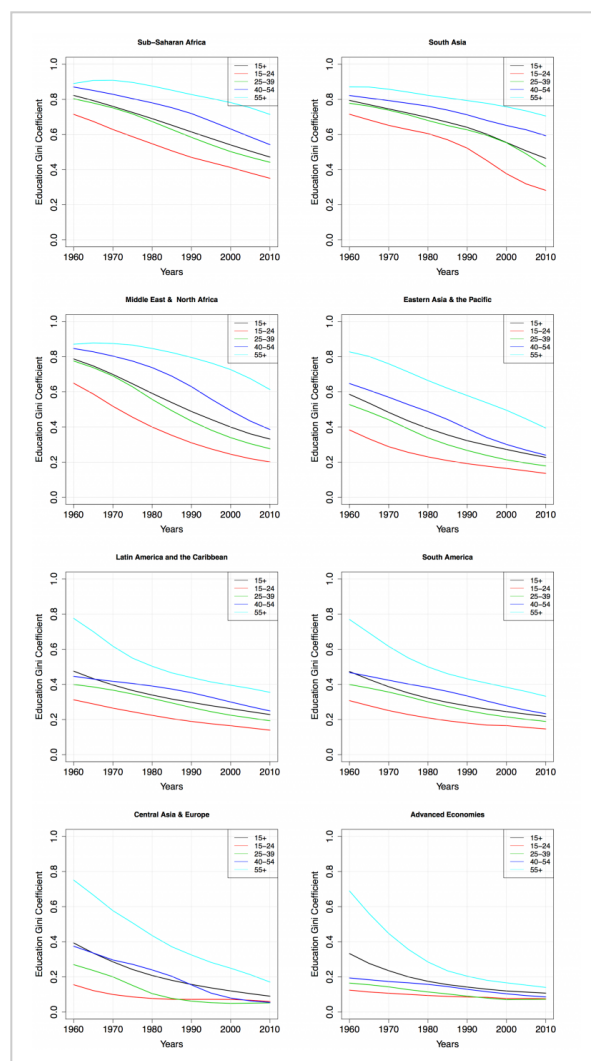 Sub−Saharan Africa
Education Gini Coefficient
0.0 0.2 0.4 0.6 0.8 1.0
15+
15−24
25−39
40−54
55+
1960 1970 1980 1990 2000 2010
Years
South Asia
Education Gini Coefficient
0.0 0.2 0.4 0.6 0.8 1.0
15+
15−24
25−39
40−54
55+
1960 1970 1980 1990 2000 2010
Years
Middle East & North Africa
Education Gini Coefficient
0.0 0.2 0.4 0.6 0.8 1.0
15+
15−24
25−39
40−54
55+
1960 1970 1980 1990 2000 2010
Years
Eastern Asia & the Pacific
Education Gini Coefficient
0.0 0.2 0.4 0.6 0.8 1.0
15+
15−24
25−39
40−54
55+
1960 1970 1980 1990 2000 2010
Years
Latin America and the Caribbean
Education Gini Coefficient
0.0 0.2 0.4 0.6 0.8 1.0
15+
15−24
25−39
40−54
55+
1960 1970 1980 1990 2000 2010
Years
South America
Education Gini Coefficient
0.0 0.2 0.4 0.6 0.8 1.0
15+
15−24
25−39
40−54
55+
1960 1970 1980 1990 2000 2010
Years
Central Asia & Europe
Education Gini Coefficient
0.0 0.2 0.4 0.6 0.8 1.0
15+
15−24
25−39
40−54
55+
1960 1970 1980 1990 2000 2010
Years
Advanced Economies
Education Gini Coefficient
0.0 0.2 0.4 0.6 0.8 1.0
15+
15−24
25−39
40−54
55+
1960 1970 1980 1990 2000 2010
Years